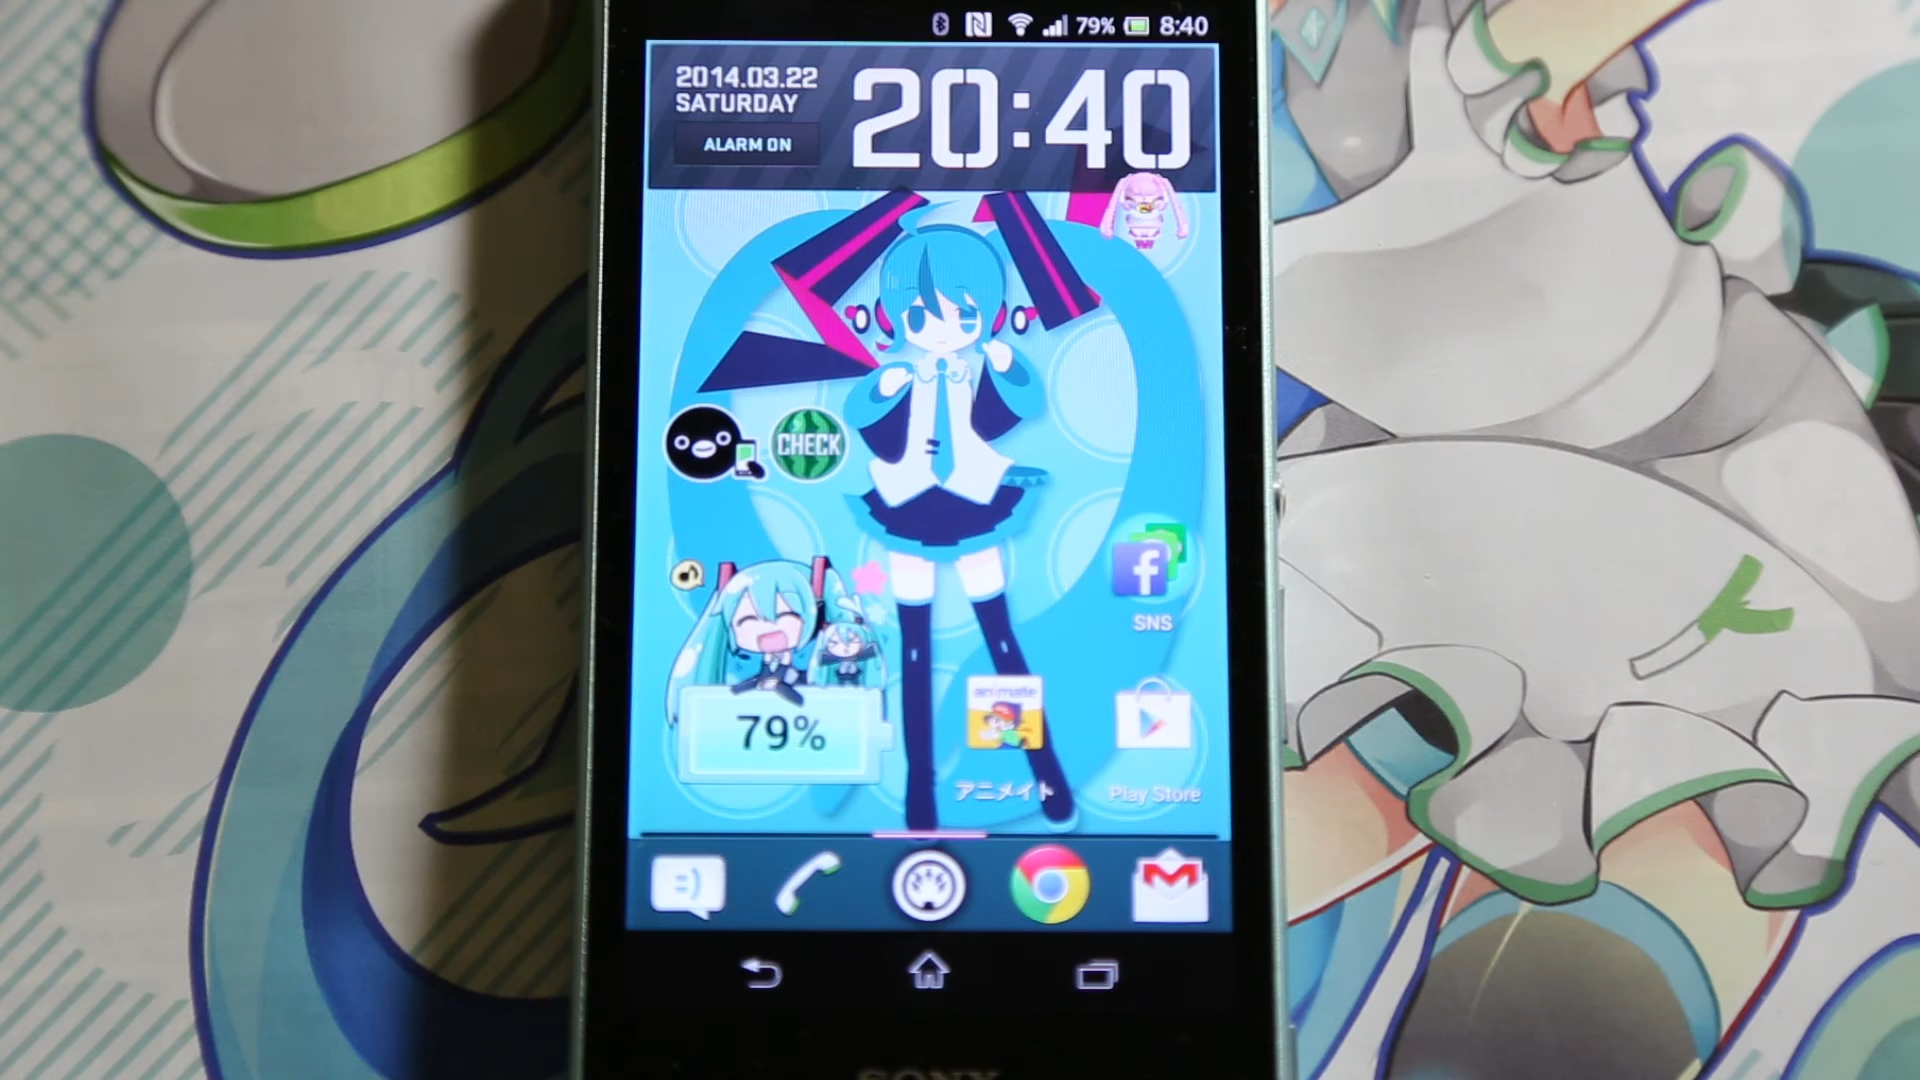 79% 8:40
2014.03.22
SATURDAY
ALARM ON
20:40
CHECK
f
SNS
79%
animate
アニメイト
Play Store
=)
SONY